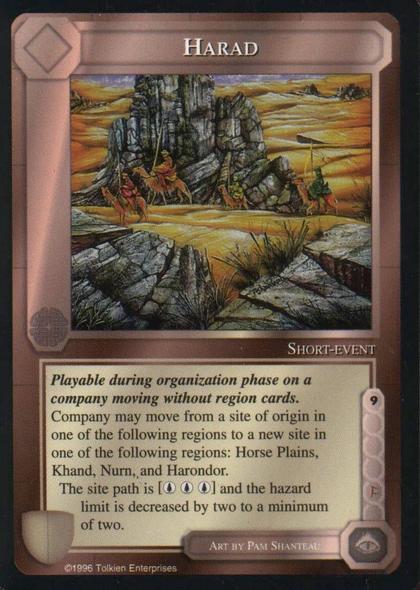 HARAD
SHORT-EVENT
Playable during organization phase on a
company moving without region cards.
Company may move from a site of origin in
one of the following regions to a new site in
one of the following regions: Horse Plains,
Khand, Nurn, and Harondor.
The site path is [ ] and the hazard
limit is decreased by two to a minimum
of two.
9
ART BY PAM SHANTEAU
©1996 Tolkien Enterprises